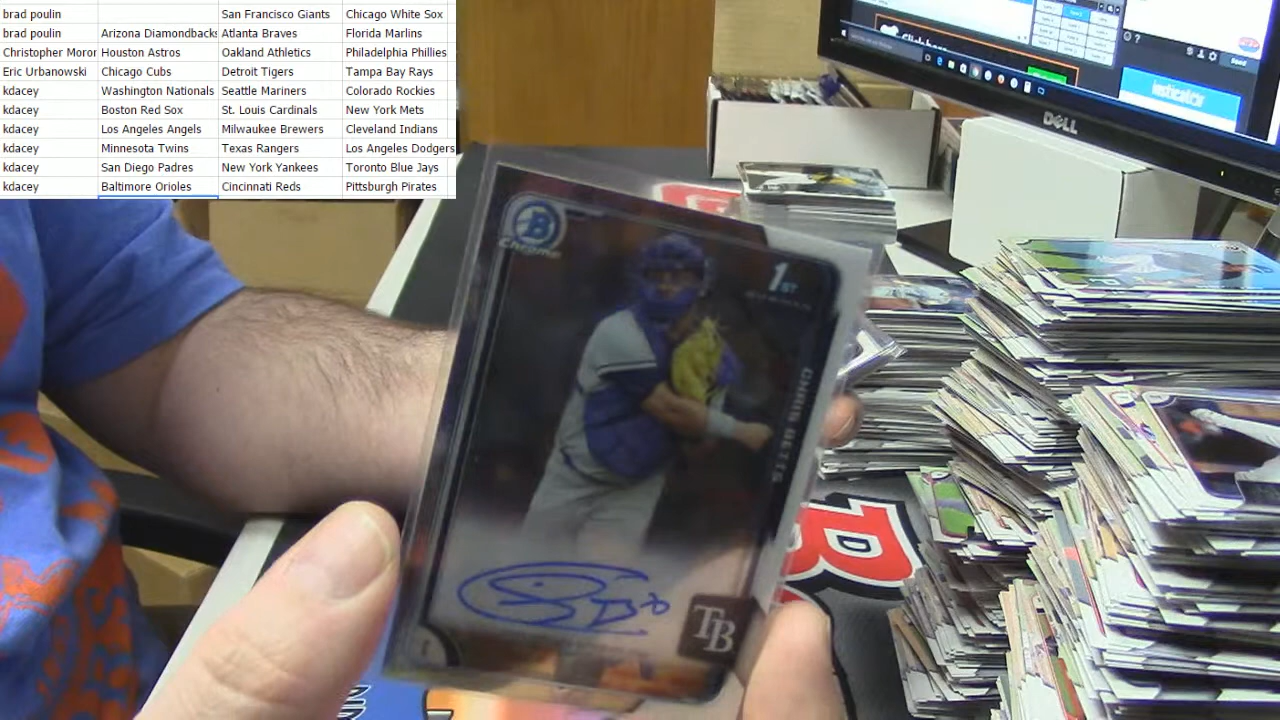 brad poulin San Francisco Giants Chicago White Sox
brad poulin Arizona Diamondbacks Atlanta Braves Florida Marlins
Christopher Moror Houston Astros Oakland Athletics Philadelphia Phillies
Eric Urbanowski Chicago Cubs Detroit Tigers Tampa Bay Rays
kdacey Washington Nationals Seattle Mariners Colorado Rockies
kdacey Boston Red Sox St. Louis Cardinals New York Mets
kdacey Los Angeles Angels Milwaukee Brewers Cleveland Indians
kdacey Minnesota Twins Texas Rangers Los Angeles Dodgers
kdacey San Diego Padres New York Yankees Toronto Blue Jays
kdacey Baltimore Orioles Cincinnati Reds Pittsburgh Pirates
DELL
B
Chrome
1ST
BOWMAN
CHRIS BETTS
TB